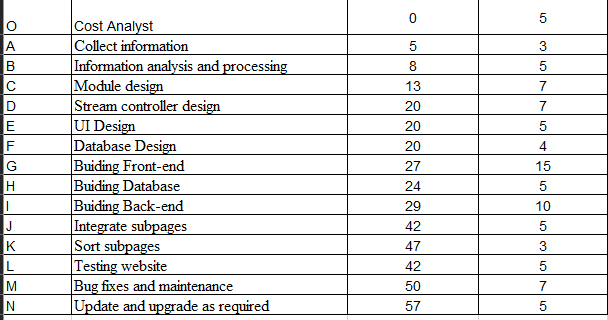 O Cost Analyst 0 5
A Collect information 5 3
B Information analysis and processing 8 5
C Module design 13 7
D Stream controller design 20 7
E UI Design 20 5
F Database Design 20 4
G Buiding Front-end 27 15
H Buiding Database 24 5
I Buiding Back-end 29 10
J Integrate subpages 42 5
K Sort subpages 47 3
L Testing website 42 5
M Bug fixes and maintenance 50 7
N Update and upgrade as required 57 5